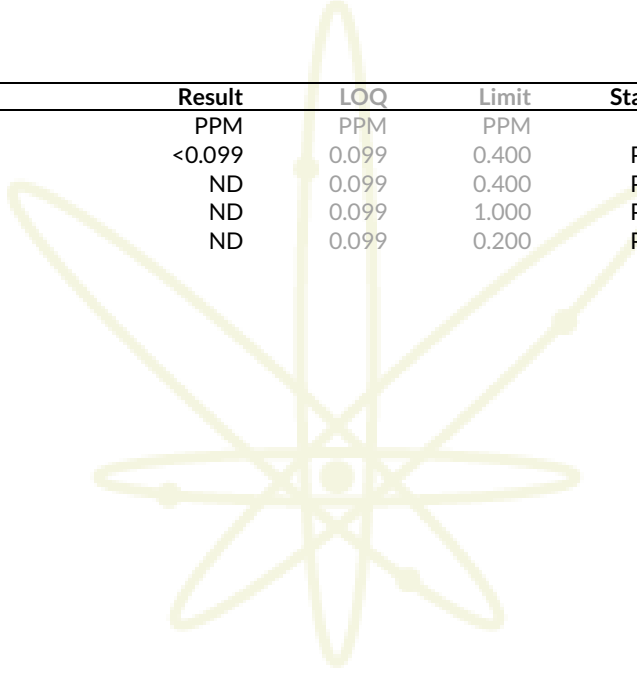 Result LOQ Limit Sta
PPM PPM PPM
<0.099 0.099 0.400 P
ND 0.099 0.400 P
ND 0.099 1.000 P
ND 0.099 0.200 P